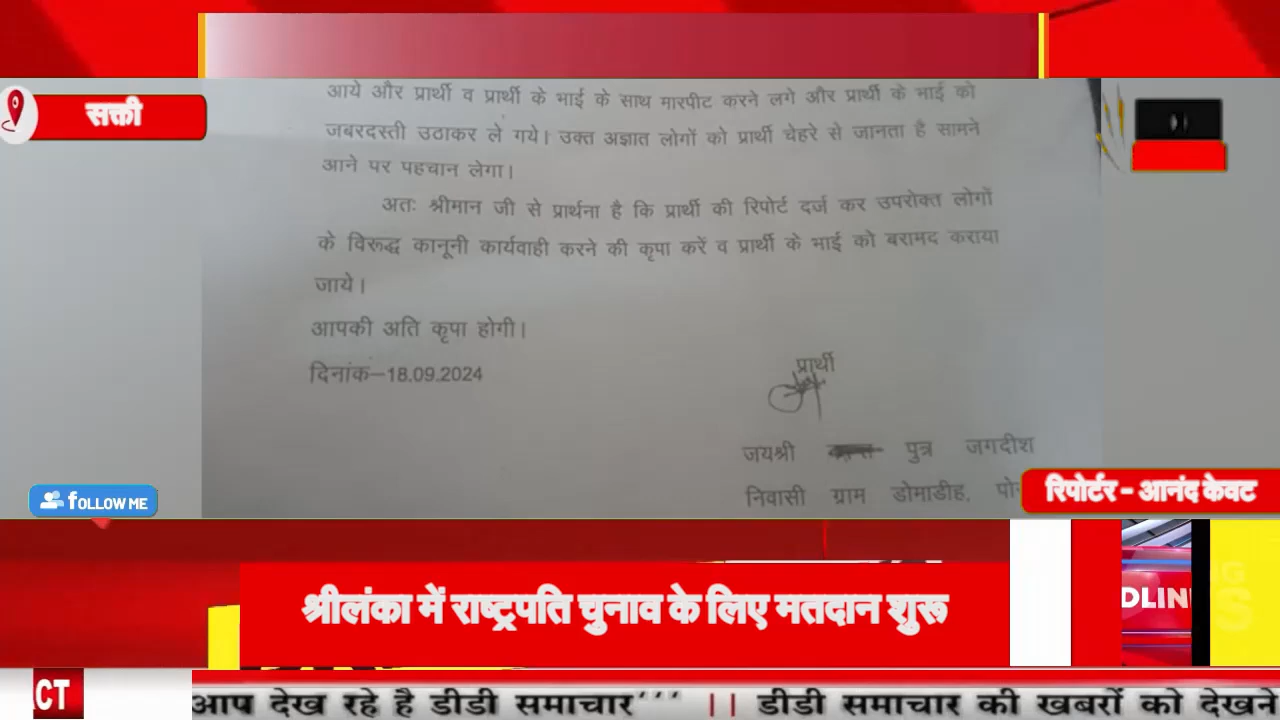 सक्ती
आये और प्रार्थी व प्रार्थी के भाई के साथ मारपीट करने लगे और प्रार्थी के भाई को
जबरदस्ती उठाकर ले गये। उक्त अज्ञात लोगों को प्रार्थी चेहरे से जानता है सामने
आने पर पहचान लेगा।
अतः श्रीमान जी से प्रार्थना है कि प्रार्थी की रिपोर्ट दर्ज कर उपरोक्त लोगों
के विरूद्ध कानूनी कार्यवाही करने की कृपा करें व प्रार्थी के भाई को बरामद कराया
जाये।
आपकी अति कृपा होगी।
दिनांक–18.09.2024
प्रार्थी
जयश्री पुत्र जगदीश
निवासी ग्राम डोमाडीह,
FOLLOW ME
रिपोर्टर - आनंद केवट
श्रीलंका में राष्ट्रपति चुनाव के लिए मतदान शुरू
DLIN
CT
आप देख रहे है डीडी समाचार''' || डीडी समाचार की खबरों को देखने